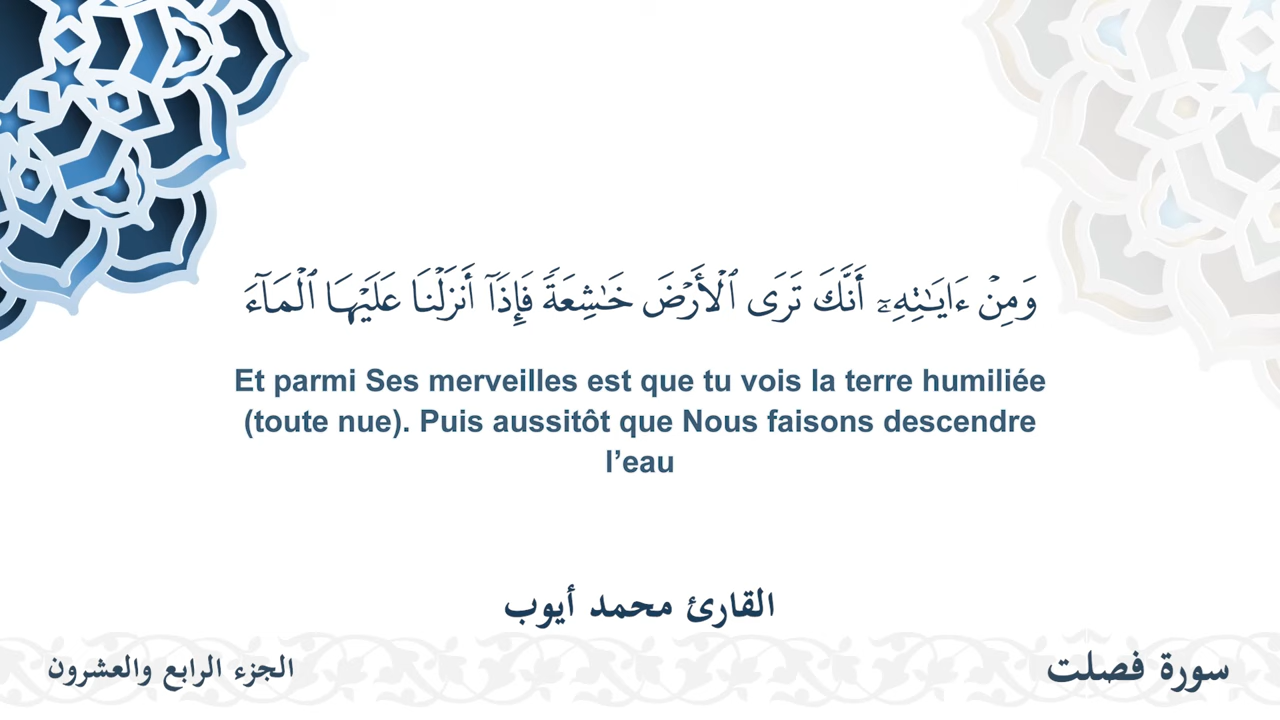 وَمِنۡ ءَايَٰتِهِۦٓ أَنَّكَ تَرَى ٱلۡأَرۡضَ خَٰشِعَةٗ فَإِذَآ أَنزَلۡنَا عَلَيۡهَا ٱلۡمَآءَ
Et parmi Ses merveilles est que tu vois la terre humiliée
(toute nue). Puis aussitôt que Nous faisons descendre
l’eau
القارئ محمد أيوب
سورة فصلت
الجزء الرابع والعشرون